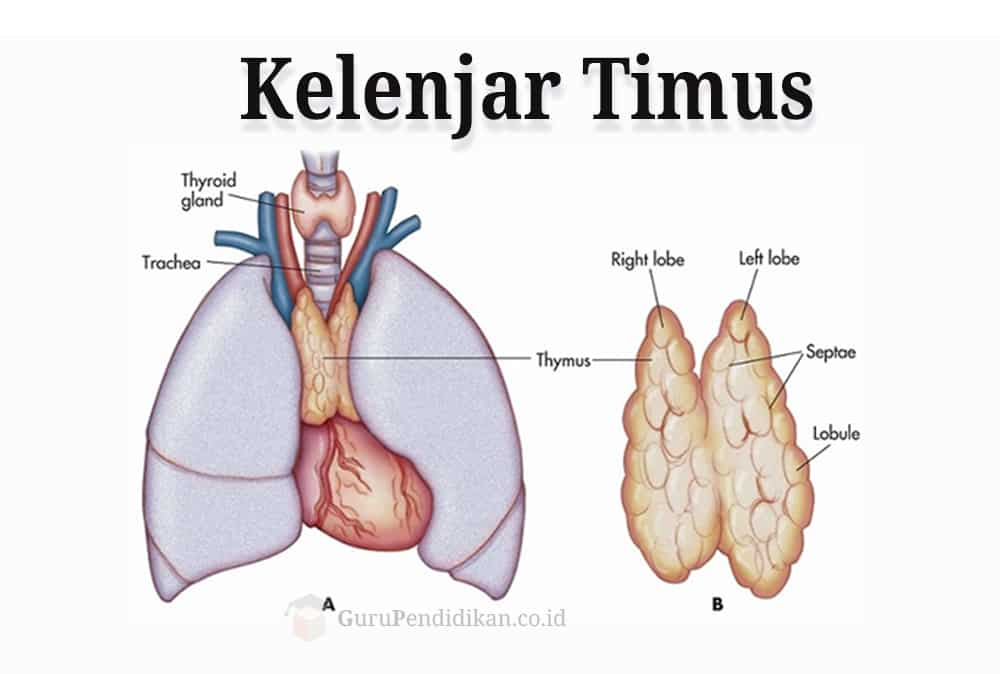 Kelenjar Timus
Thyroid
gland
Trachea
Right lobe
Left lobe
Thymus
Septae
Lobule
A
B
GuruPendidikan.co.id